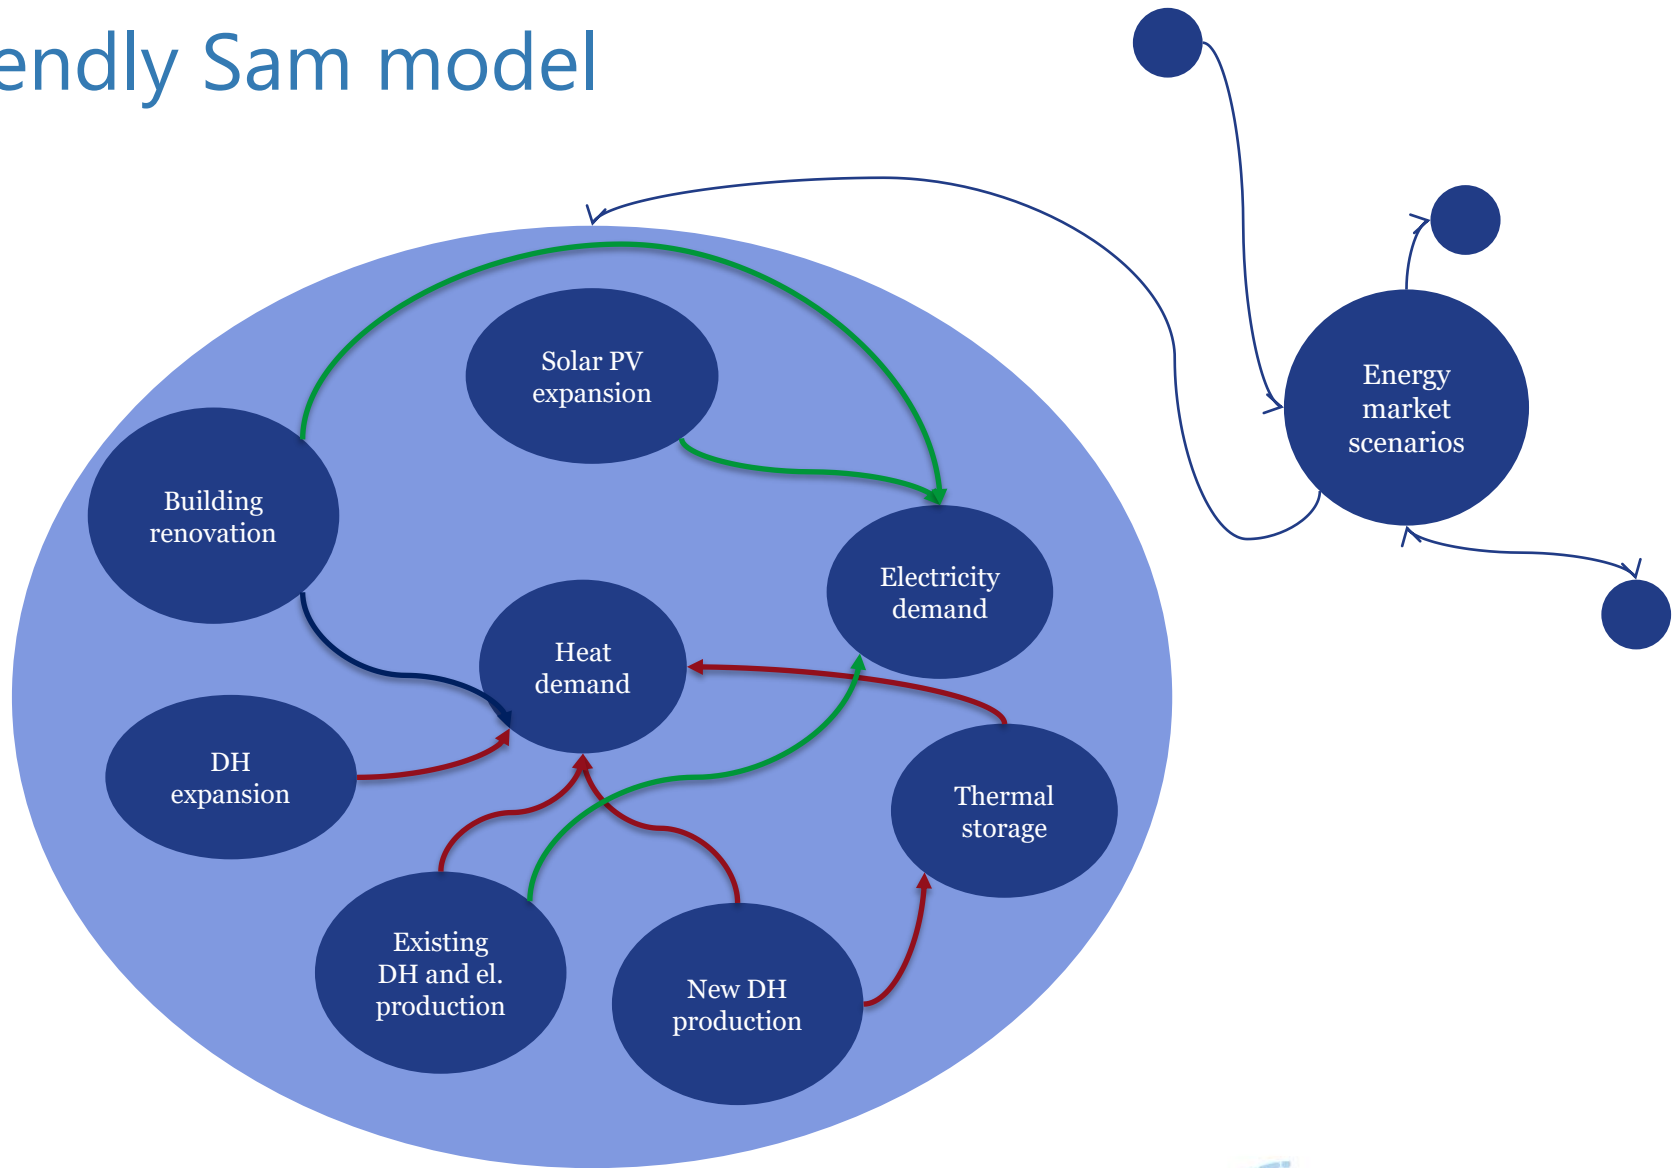 endly Sam model
Solar PV
expansion
Energy
market
scenarios
Building
renovation
Electricity
demand
Heat
demand
DH
expansion
Thermal
storage
Existing
DH and el.
production
New DH
production